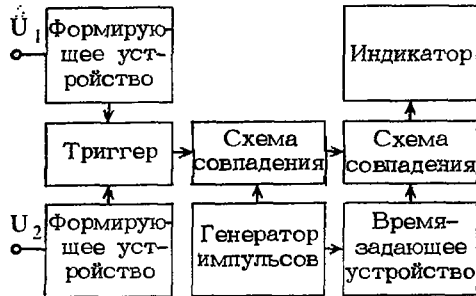 U1
Формирую-
щее уст-
ройство
Индикатор
Триггер
Схема
совпадения
Схема
совпадения
U2
Формирую-
щее уст-
ройство
Генератор
импульсов
Время-
задающее
устройство